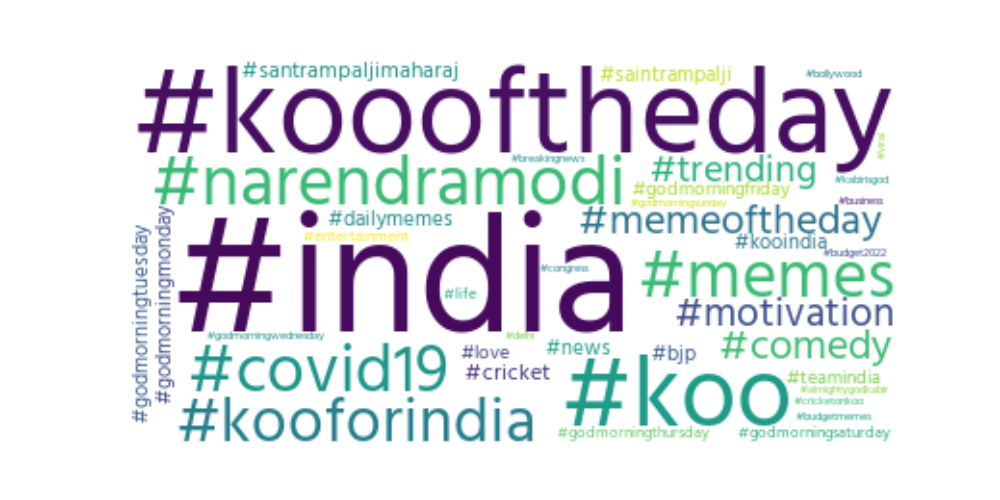 #santrampaljimaharaj
#saintrampalji
#bollywood
#koooftheday
#viral
#breakingnews
#narendramodi
#trending
#kabirisgod
#godmorningfriday
#godmorningsunday
#business
#dailymemes
#memeoftheday
#entertainment
#kooindia
#budget2022
#india
#congress
#memes
#life
#motivation
#godmorningtuesday
#godmorningmonday
#godmorningwednesday
#delhi
#comedy
#covid19
#love
#news
#bjp
#cricket
#koo
#teamindia
#almightygodkabir
#cricketonkoo
#kooforindia
#budgetmemes
#godmorningthursday
#godmorningsaturday